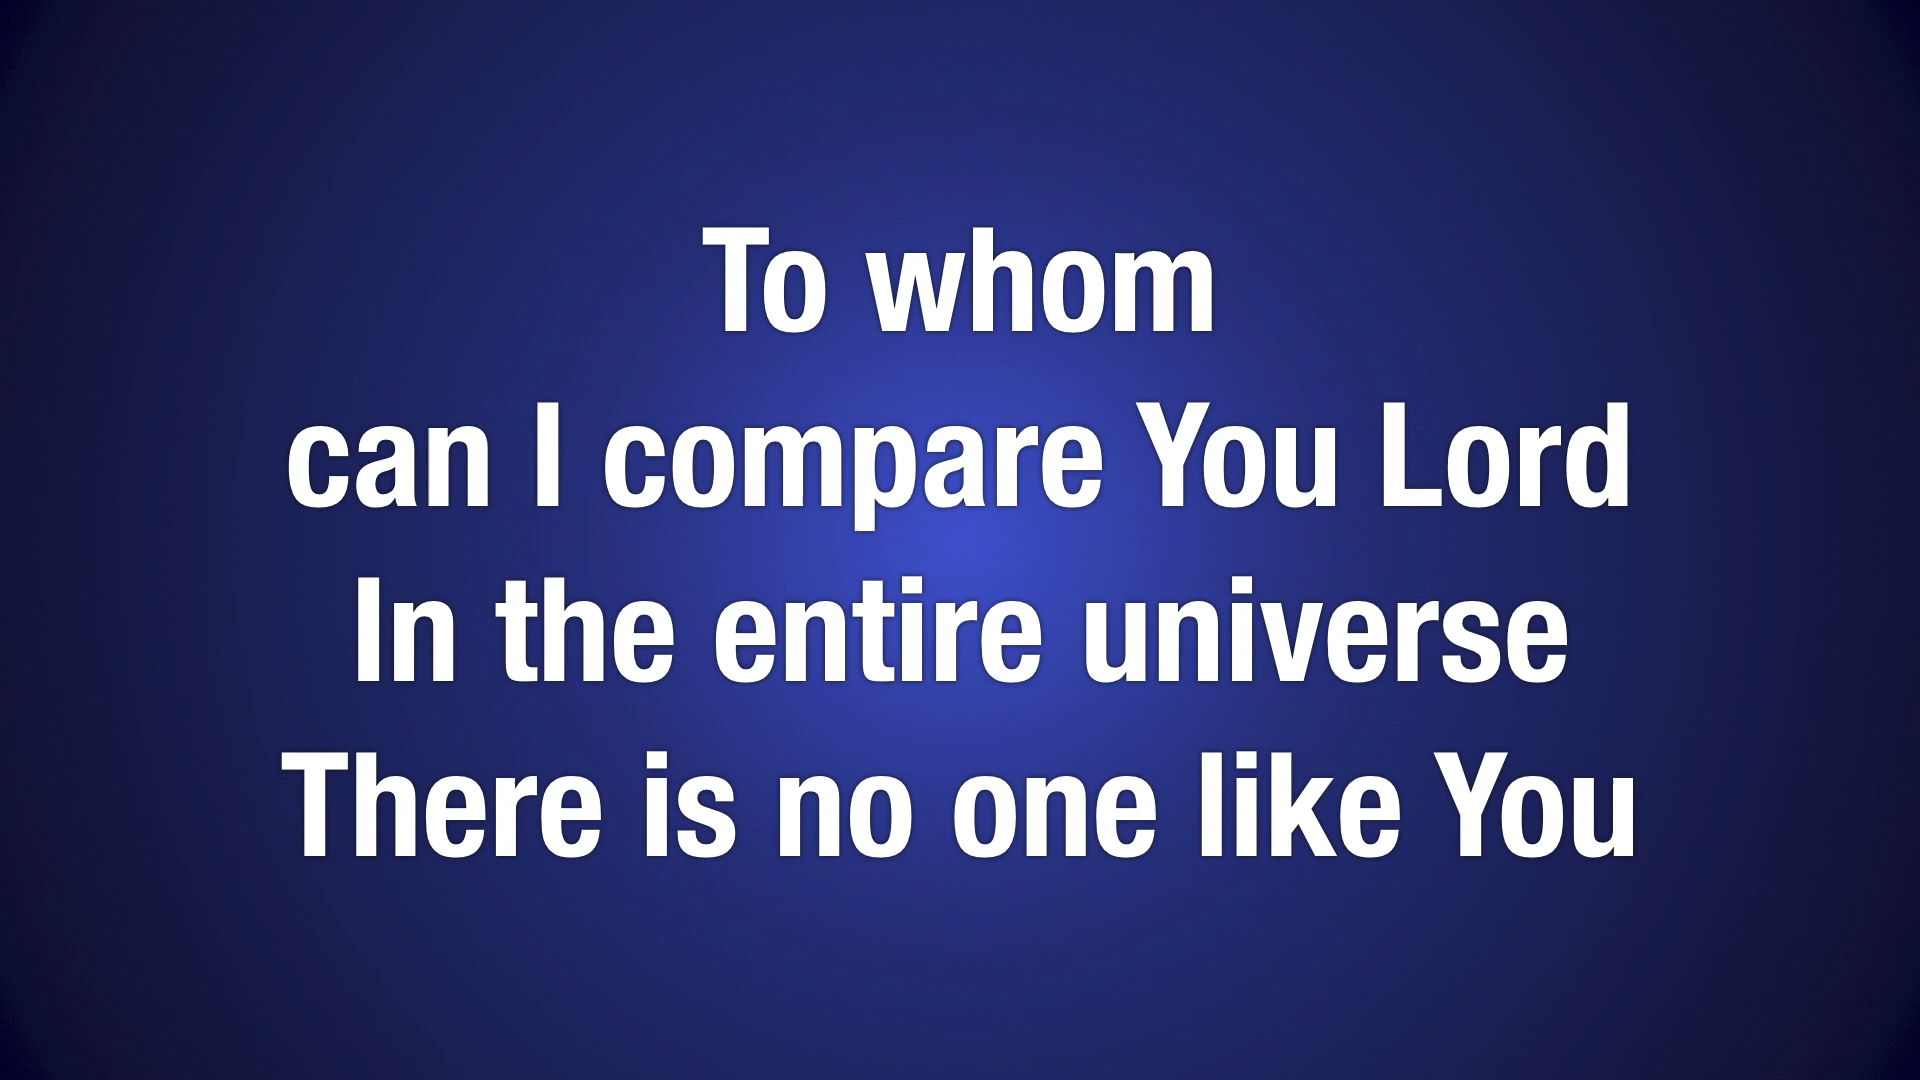 To whom
can I compare You Lord
In the entire universe
There is no one like You